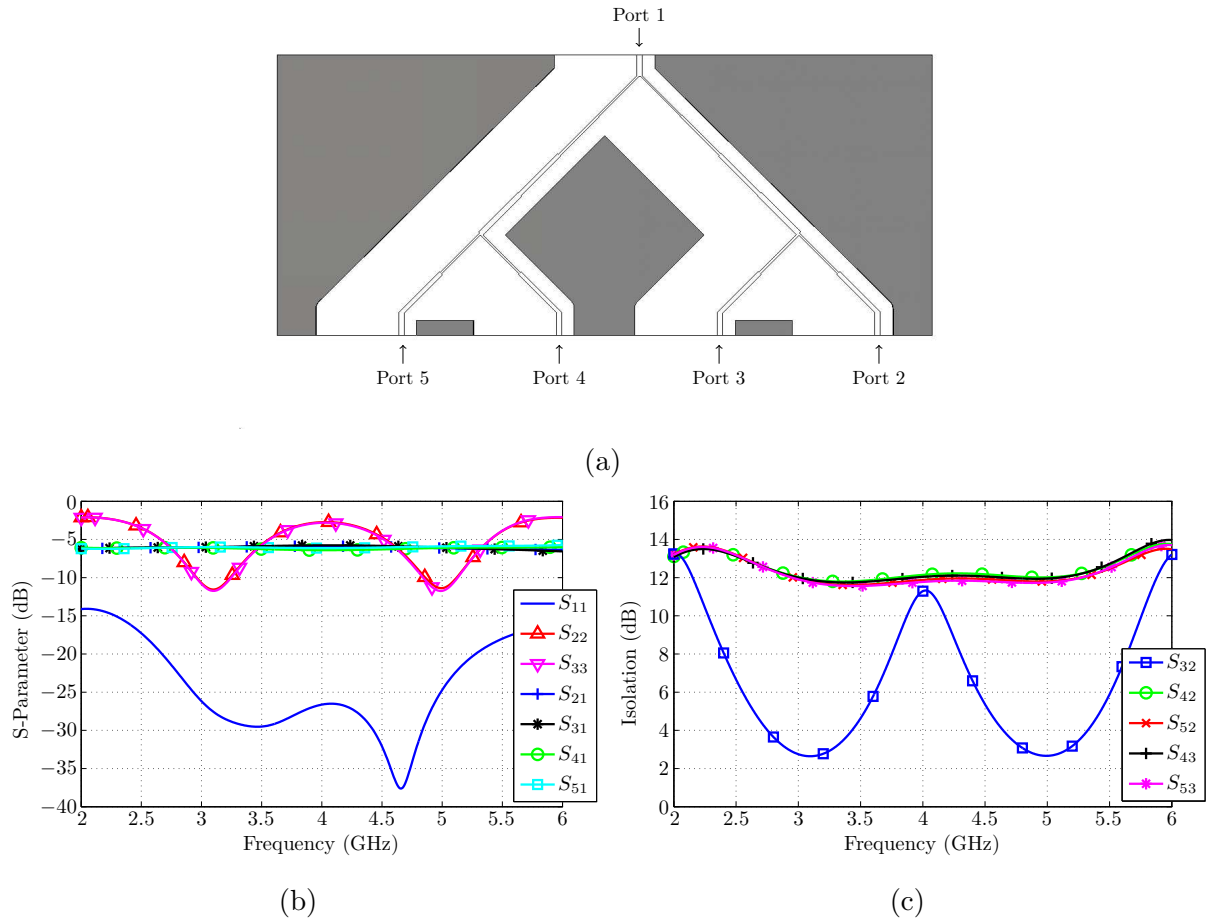 Port 1
↓
↑ ↑ ↑ ↑
Port 5 Port 4 Port 3 Port 2
(a)
S-Parameter (dB)
0
−5
−10
−15
−20
−25
−30
−35
−40
2 2.5 3 3.5 4 4.5 5 5.5 6
Frequency (GHz)
S11
S22
S33
S21
S31
S41
S51
(b)
Isolation (dB)
16
14
12
10
8
6
4
2
0
2 2.5 3 3.5 4 4.5 5 5.5 6
Frequency (GHz)
S32
S42
S52
S43
S53
(c)